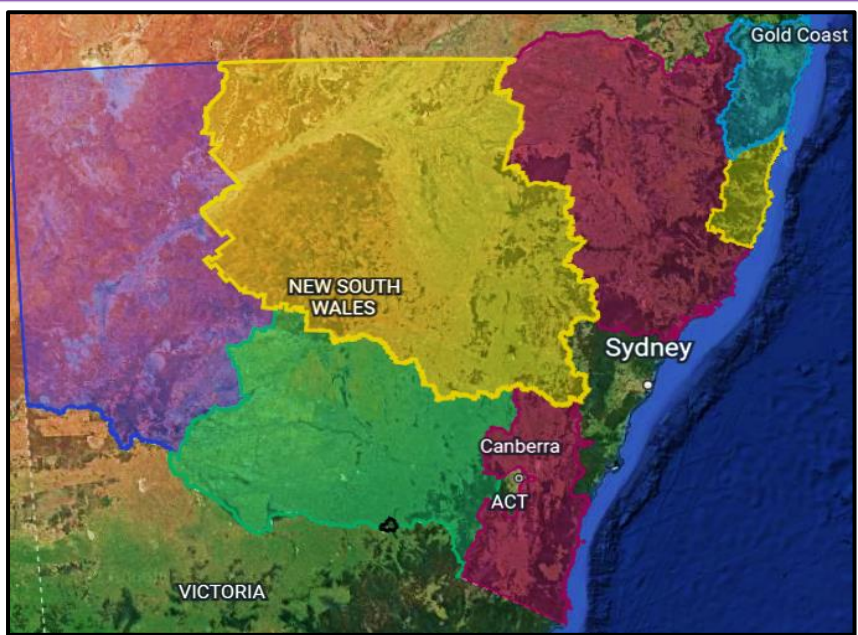 Gold Coast
NEW SOUTH
WALES
Sydney
Canberra
ACT
VICTORIA